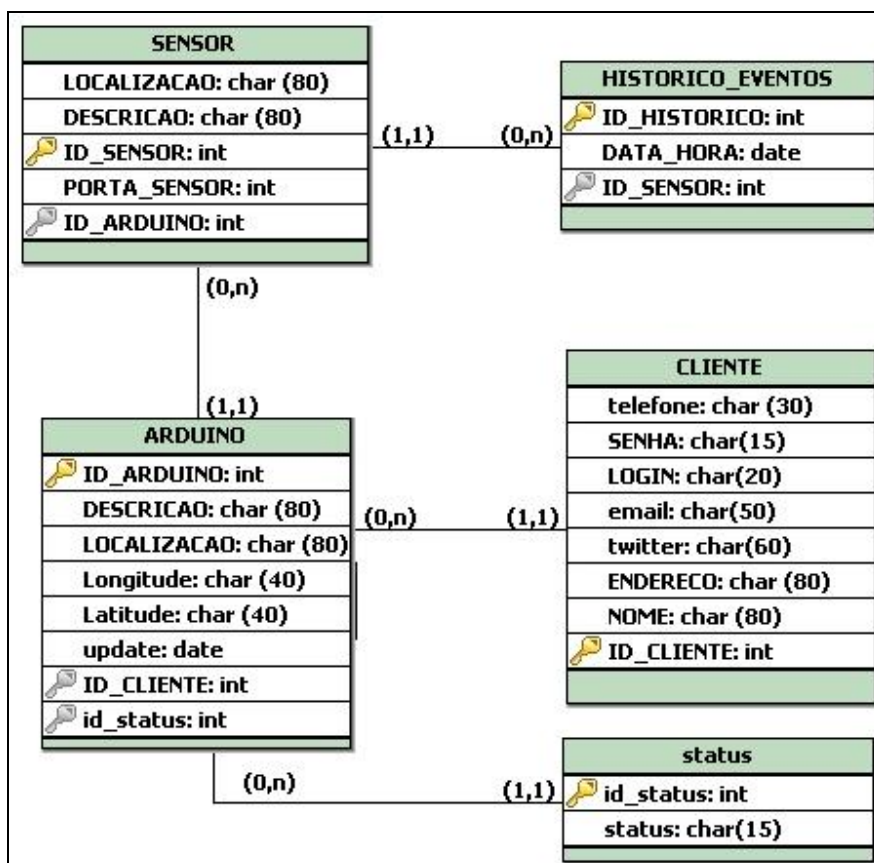 SENSOR
LOCALIZACAO: char (80)
DESCRICAO: char (80)
ID_SENSOR: int
PORTA_SENSOR: int
ID_ARDUINO: int
(1,1)
(0,n)
HISTORICO_EVENTOS
ID_HISTORICO: int
DATA_HORA: date
ID_SENSOR: int
(0,n)
(1,1)
ARDUINO
ID_ARDUINO: int
DESCRICAO: char (80)
LOCALIZACAO: char (80)
Longitude: char (40)
Latitude: char (40)
update: date
ID_CLIENTE: int
id_status: int
(0,n)
(1,1)
CLIENTE
telefone: char (30)
SENHA: char(15)
LOGIN: char(20)
email: char(50)
twitter: char(60)
ENDERECO: char (80)
NOME: char (80)
ID_CLIENTE: int
(0,n)
(1,1)
status
id_status: int
status: char(15)